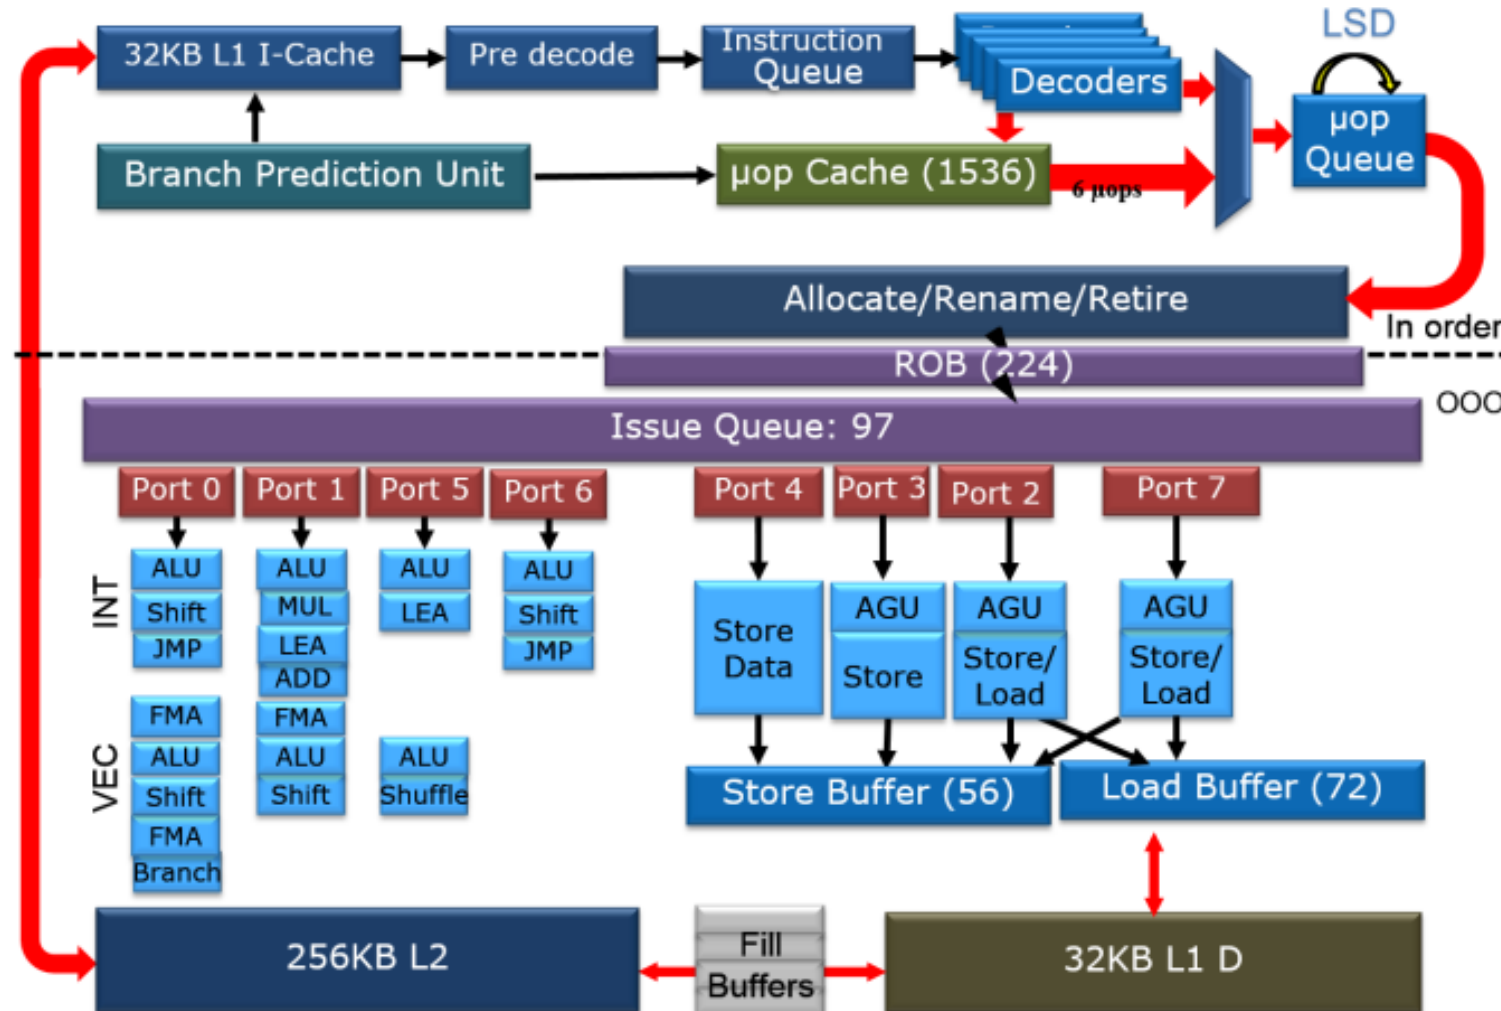 LSD
32KB L1 I-Cache
Pre decode
Instruction
Queue
Decoders
µop
Queue
Branch Prediction Unit
µop Cache (1536)
6 µops
Allocate/Rename/Retire
In order
ROB (224)
OOO
Issue Queue: 97
Port 0
Port 1
Port 5
Port 6
Port 4
Port 3
Port 2
Port 7
INT
ALU
Shift
JMP
ALU
MUL
LEA
ADD
ALU
LEA
ALU
Shift
JMP
Store
Data
AGU
Store
AGU
Store/
Load
AGU
Store/
Load
VEC
FMA
ALU
Shift
FMA
Branch
FMA
ALU
Shift
ALU
Shuffle
Store Buffer (56)
Load Buffer (72)
256KB L2
Fill
Buffers
32KB L1 D